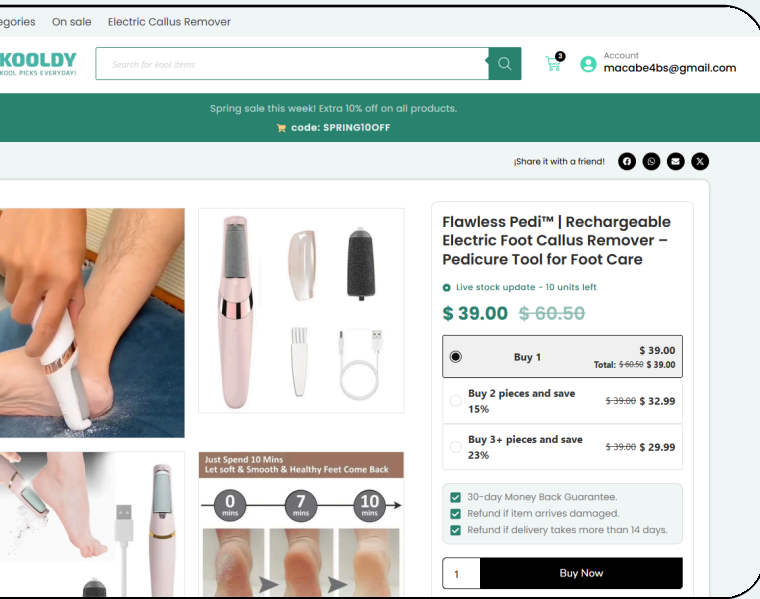 egories On sale Electric Callus Remover
KOOLDY
KOOL PICKS EVERYDAY!
Search for kool items
3
Account
macabe4bs@gmail.com
Spring sale this week! Extra 10% off on all products.
code: SPRING10OFF
¡Share it with a friend!
Flawless Pedi™ | Rechargeable
Electric Foot Callus Remover –
Pedicure Tool for Foot Care
Live stock update - 10 units left
$ 39.00 $ 60.50
Buy 1
$ 39.00
Total: $ 60.50 $ 39.00
Buy 2 pieces and save
15%
$ 39.00 $ 32.99
Buy 3+ pieces and save
23%
$ 39.00 $ 29.99
Just Spend 10 Mins
Let soft & Smooth & Healthy Feet Come Back
0 mins 7 mins 10 mins
30-day Money Back Guarantee.
Refund if item arrives damaged.
Refund if delivery takes more than 14 days.
1
Buy Now